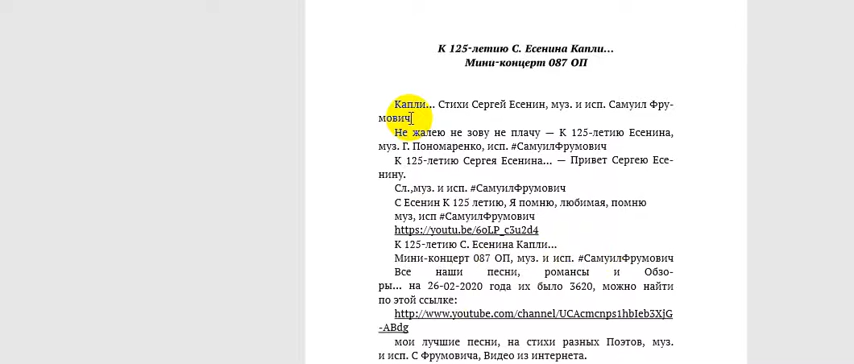 К 125-летию С. Есенина Капли...
Мини-концерт 087 ОП
Капли... Стихи Сергей Есенин, муз. и исп. Самуил Фру-
мович
Не жалею не зову не плачу — К 125-летию Есенина,
муз. Г. Пономаренко, исп. #СамуилФрумович
К 125-летию Сергея Есенина... — Привет Сергею Есе-
нину.
Сл.,муз. и исп. #СамуилФрумович
С Есенин К 125 летию, Я помню, любимая, помню
муз, исп #СамуилФрумович
https://youtu.be/6oLP_c3u2d4
К 125-летию С. Есенина Капли...
Мини-концерт 087 ОП, муз. и исп. #СамуилФрумович
Все наши песни, романсы и Обзо-
ры... на 26-02-2020 года их было 3620, можно найти
по этой ссылке:
http://www.youtube.com/channel/UCAcmcnps1hbIeb3XjG
-ABdg
мои лучшие песни, на стихи разных Поэтов, муз.
и исп. С Фрумовича, Видео из интернета.